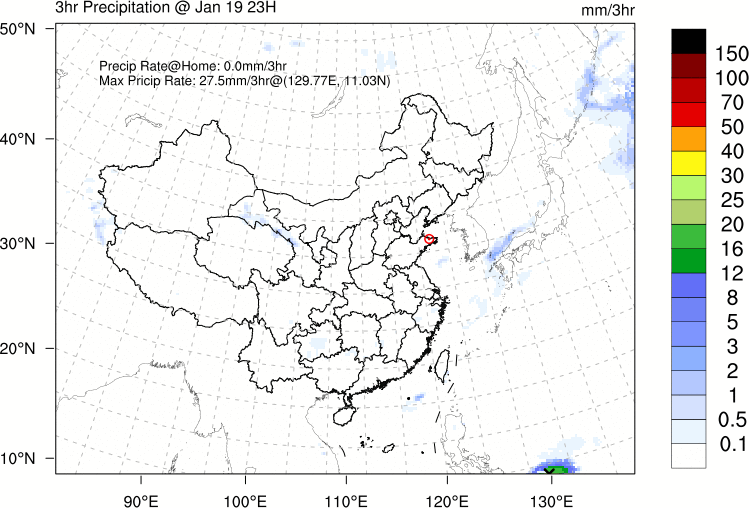 3hr Precipitation @ Jan 19 23H
mm/3hr
Precip Rate@Home: 0.0mm/3hr
Max Pricip Rate: 27.5mm/3hr@(129.77E, 11.03N)
50°N
40°N
30°N
20°N
10°N
90°E
100°E
110°E
120°E
130°E
150
100
70
50
40
30
25
20
16
12
8
5
3
2
1
0.5
0.1